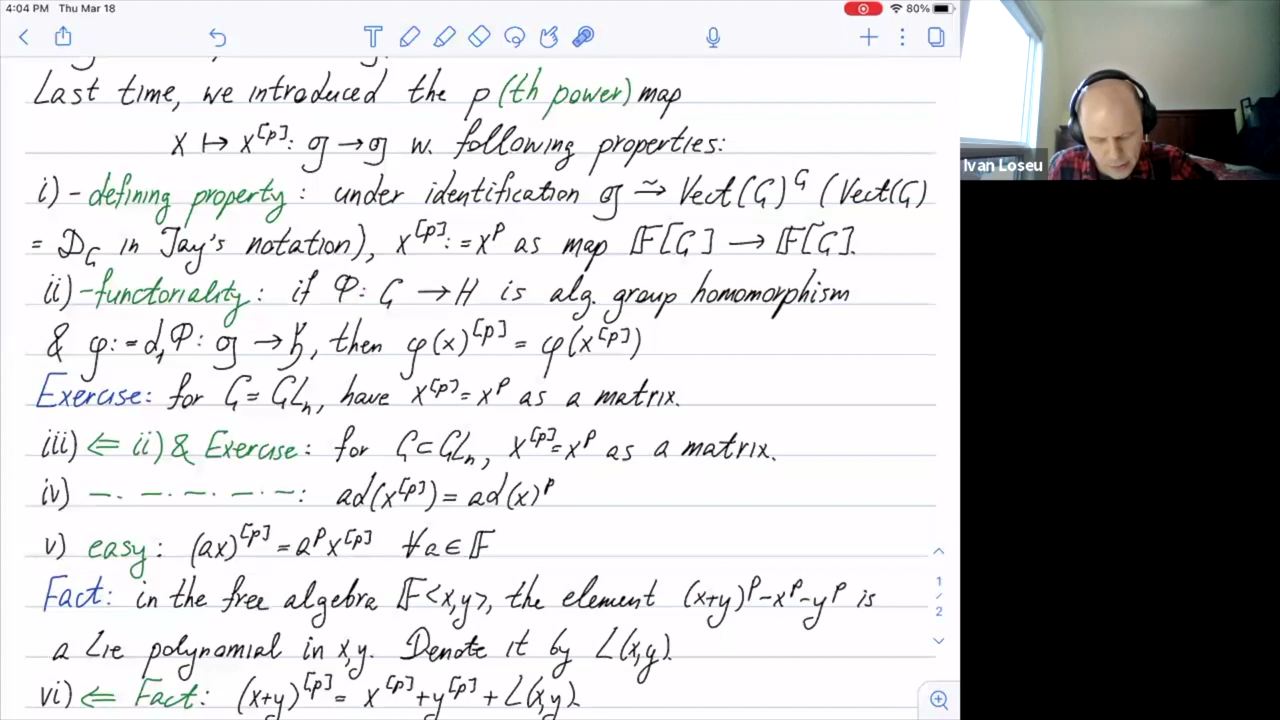 4:04 PM Thu Mar 18
80%
Last time, we introduced the p (th power) map
x ↦ x^[p]: 𝔤 → 𝔤 w. following properties:
i) - defining property: under identification 𝔤 ⥲ Vect(G)^G (Vect(G)
= D_G in Jay's notation), x^[p] := x^p as map 𝔽[G] → 𝔽[G].
ii) - functoriality: if Φ: G → H is alg. group homomorphism
& φ := d₁Φ: 𝔤 → 𝔥, then φ(x)^[p] = φ(x^[p])
Exercise: for G = GL_n, have x^[p] = x^p as a matrix.
iii) ⇐ ii) & Exercise: for G ⊂ GL_n, x^[p] = x^p as a matrix.
iv) —.—.—.—.—: ad(x^[p]) = ad(x)^p
v) easy: (ax)^[p] = a^p x^[p] ∀a ∈ 𝔽
Fact: in the free algebra 𝔽<x,y>, the element (x+y)^p - x^p - y^p is
a Lie polynomial in x,y. Denote it by L(x,y).
vi) ⇐ Fact: (x+y)^[p] = x^[p] + y^[p] + L(x,y).
1/2
Ivan Loseu